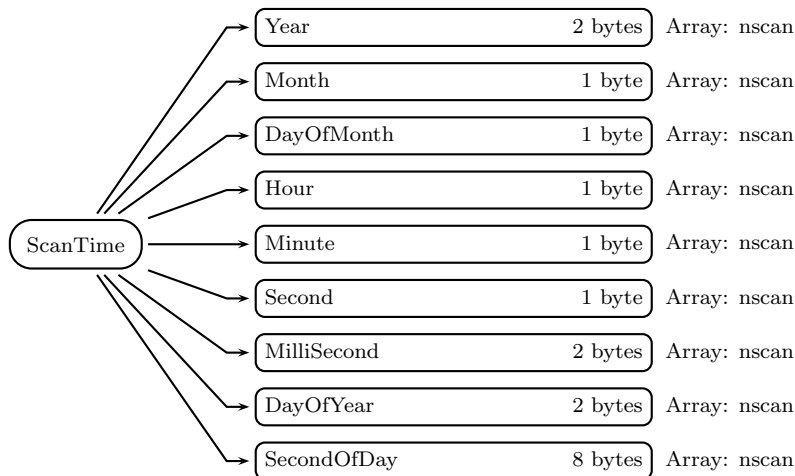 Year 2 bytes Array: nscan
Month 1 byte Array: nscan
DayOfMonth 1 byte Array: nscan
Hour 1 byte Array: nscan
ScanTime Minute 1 byte Array: nscan
Second 1 byte Array: nscan
MilliSecond 2 bytes Array: nscan
DayOfYear 2 bytes Array: nscan
SecondOfDay 8 bytes Array: nscan